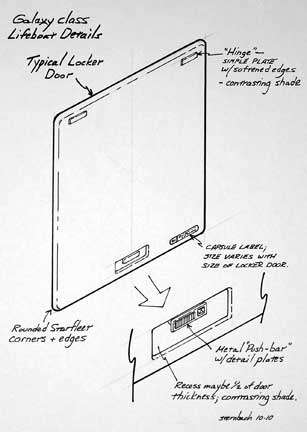 Galaxy class
Lifeboat Details
Typical Locker
Door
"Hinge"—
SIMPLE PLATE
w/softened edges
- contrasting shade
CAPSULE LABEL;
SIZE VARIES WITH
SIZE OF LOCKER DOOR.
Rounded Starfleet
corners + edges
Metal "Push-bar"
w/detail plates
Recess maybe 1/2 of door
thickness; contrasting shade.
sternbach 10-10